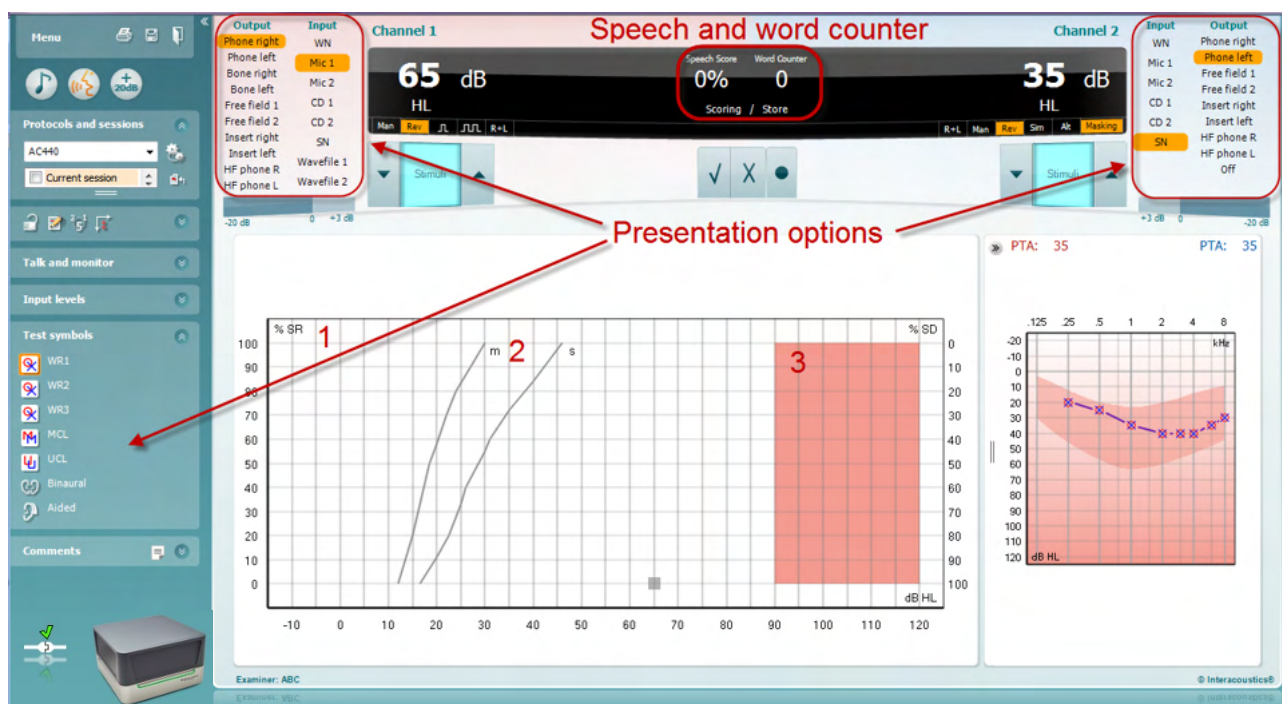 Menu
20dB
Protocols and sessions
AC440
Current session
Talk and monitor
Input levels
Test symbols
WR1
WR2
WR3
MCL
UCL
Binaural
Aided
Comments
Output Input
Phone right WN
Phone left Mic 1
Bone right Mic 2
Bone left CD 1
Free field 1 CD 2
Free field 2 SN
Insert right Wavefile 1
Insert left Wavefile 2
HF phone R
HF phone L
Channel 1
Speech and word counter
Channel 2
65 dB
HL
Speech Score Word Counter
0% 0
Scoring / Store
35 dB
HL
Man Rev R+L
R+L Man Rev Sim Alt Masking
Input Output
WN Phone right
Mic 1 Phone left
Mic 2 Free field 1
CD 1 Free field 2
CD 2 Insert right
SN Insert left
HF phone R
HF phone L
Off
Stimuli
Stimuli
-20 dB 0 +3 dB
+3 dB 0 -20 dB
Presentation options
% SR 1
2
3
% SD
m
s
100
90
80
70
60
50
40
30
20
10
0
0
10
20
30
40
50
60
70
80
90
100
dB HL
-10 0 10 20 30 40 50 60 70 80 90 100 110 120
PTA: 35 PTA: 35
.125 .25 .5 1 2 4 8
kHz
-20
-10
0
10
20
30
40
50
60
70
80
90
100
110
120
dB HL
Examiner: ABC
© Interacoustics®